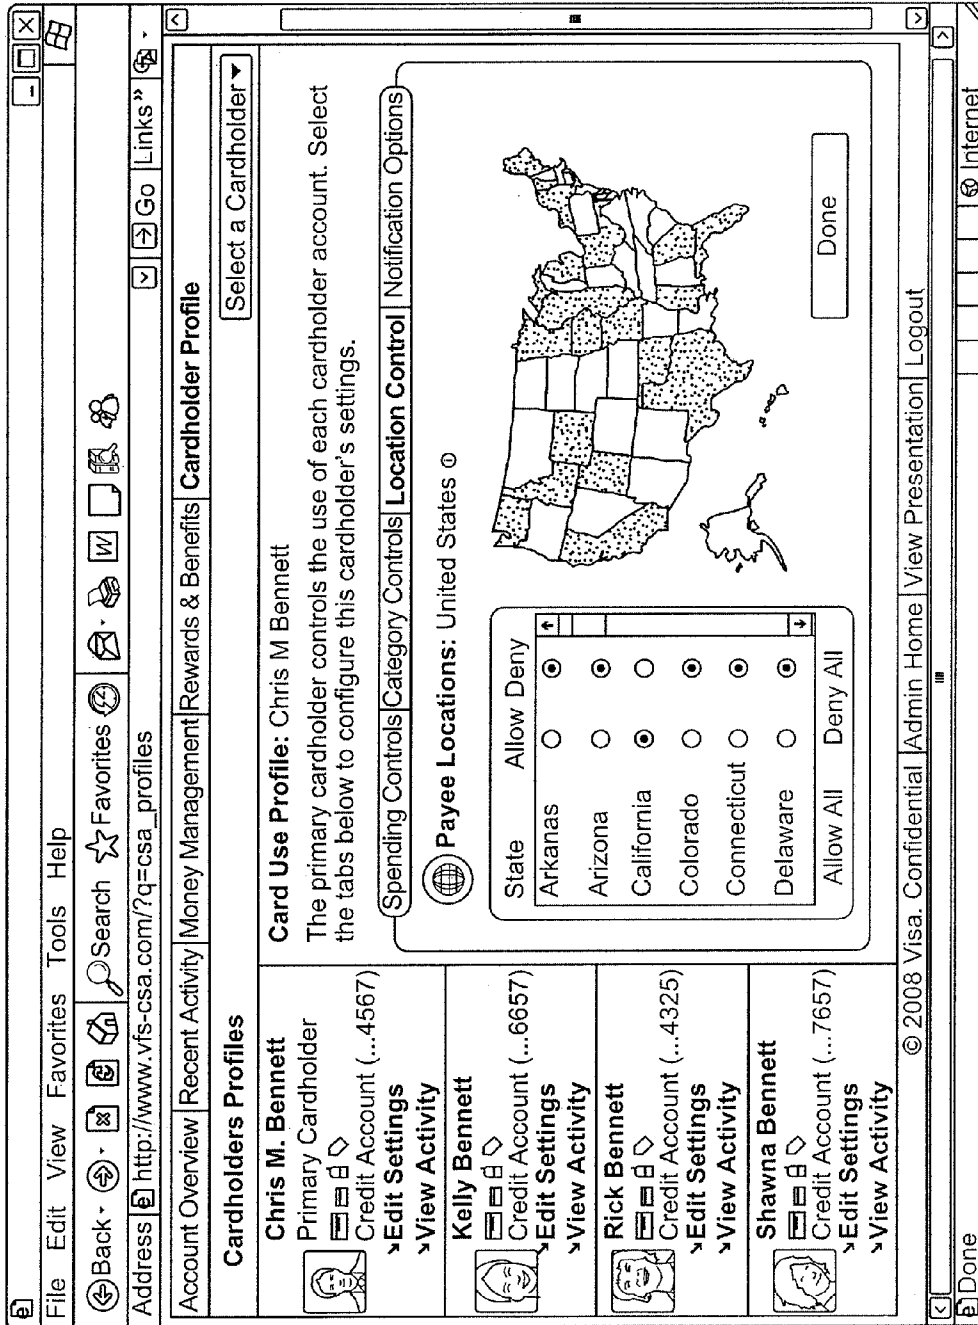 File Edit View Favorites Tools Help
Back Search Favorites W
Address http://www.vfs-csa.com/?q=csa_profiles Go Links »
Account Overview Recent Activity Money Management Rewards & Benefits Cardholder Profile
Cardholders Profiles
Select a Cardholder
Chris M. Bennett
Primary Cardholder
Credit Account (...4567)
Edit Settings
View Activity
Kelly Bennett
Credit Account (...6657)
Edit Settings
View Activity
Rick Bennett
Credit Account (...4325)
Edit Settings
View Activity
Shawna Bennett
Credit Account (...7657)
Edit Settings
View Activity
Card Use Profile: Chris M Bennett
The primary cardholder controls the use of each cardholder account. Select
the tabs below to configure this cardholder's settings.
Spending Controls Category Controls Location Control Notification Options
Payee Locations: United States
State Allow Deny
Arkanas
Arizona
California
Colorado
Connecticut
Delaware
Allow All Deny All
Done
© 2008 Visa. Confidential Admin Home View Presentation Logout
Done Internet